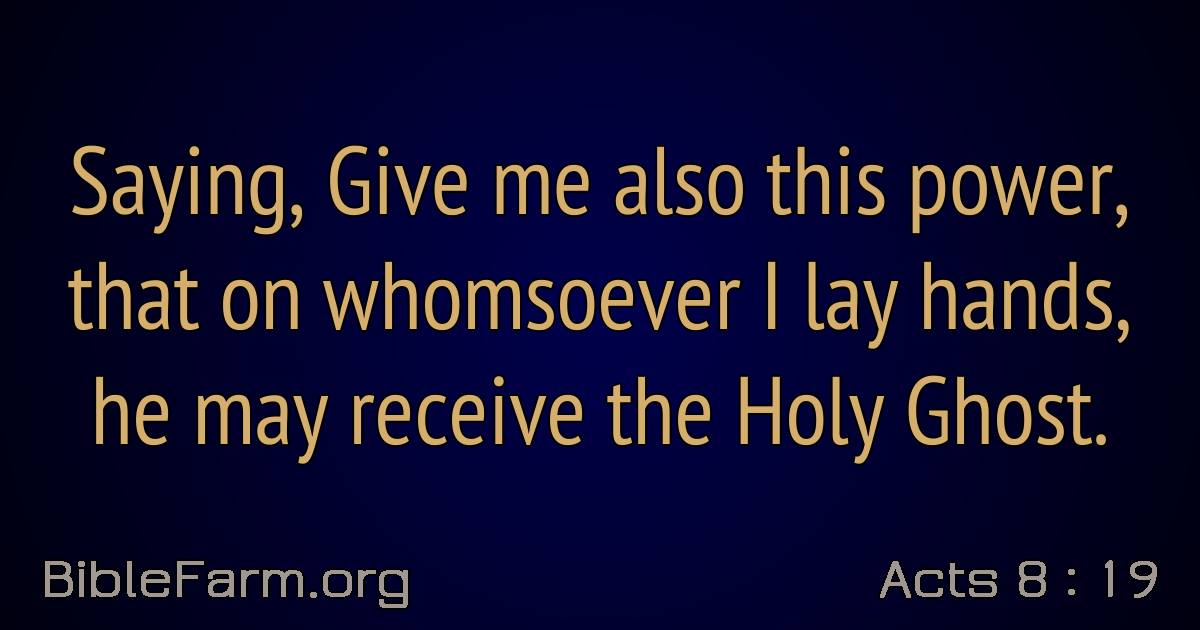 Saying, Give me also this power,
that on whomsoever I lay hands,
he may receive the Holy Ghost.
BibleFarm.org
Acts 8 : 19